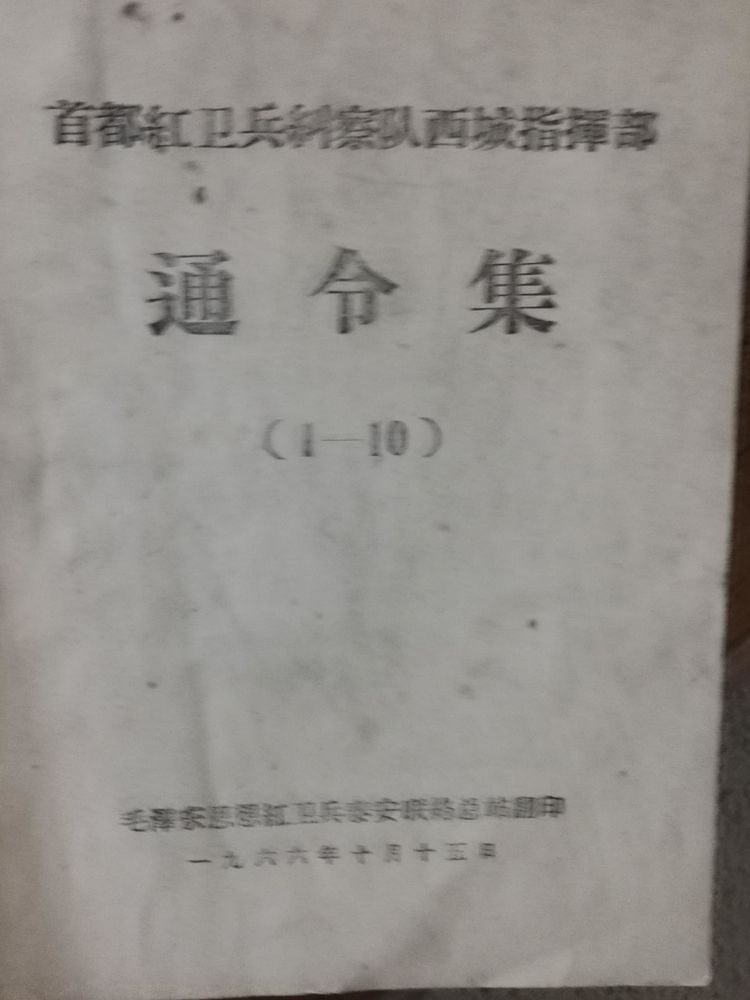 首都紅卫兵糾察队西城指揮部
通令集
（1—10）
毛澤东思想紅卫兵泰安联絡总站翻印
一九六六年十月十五日